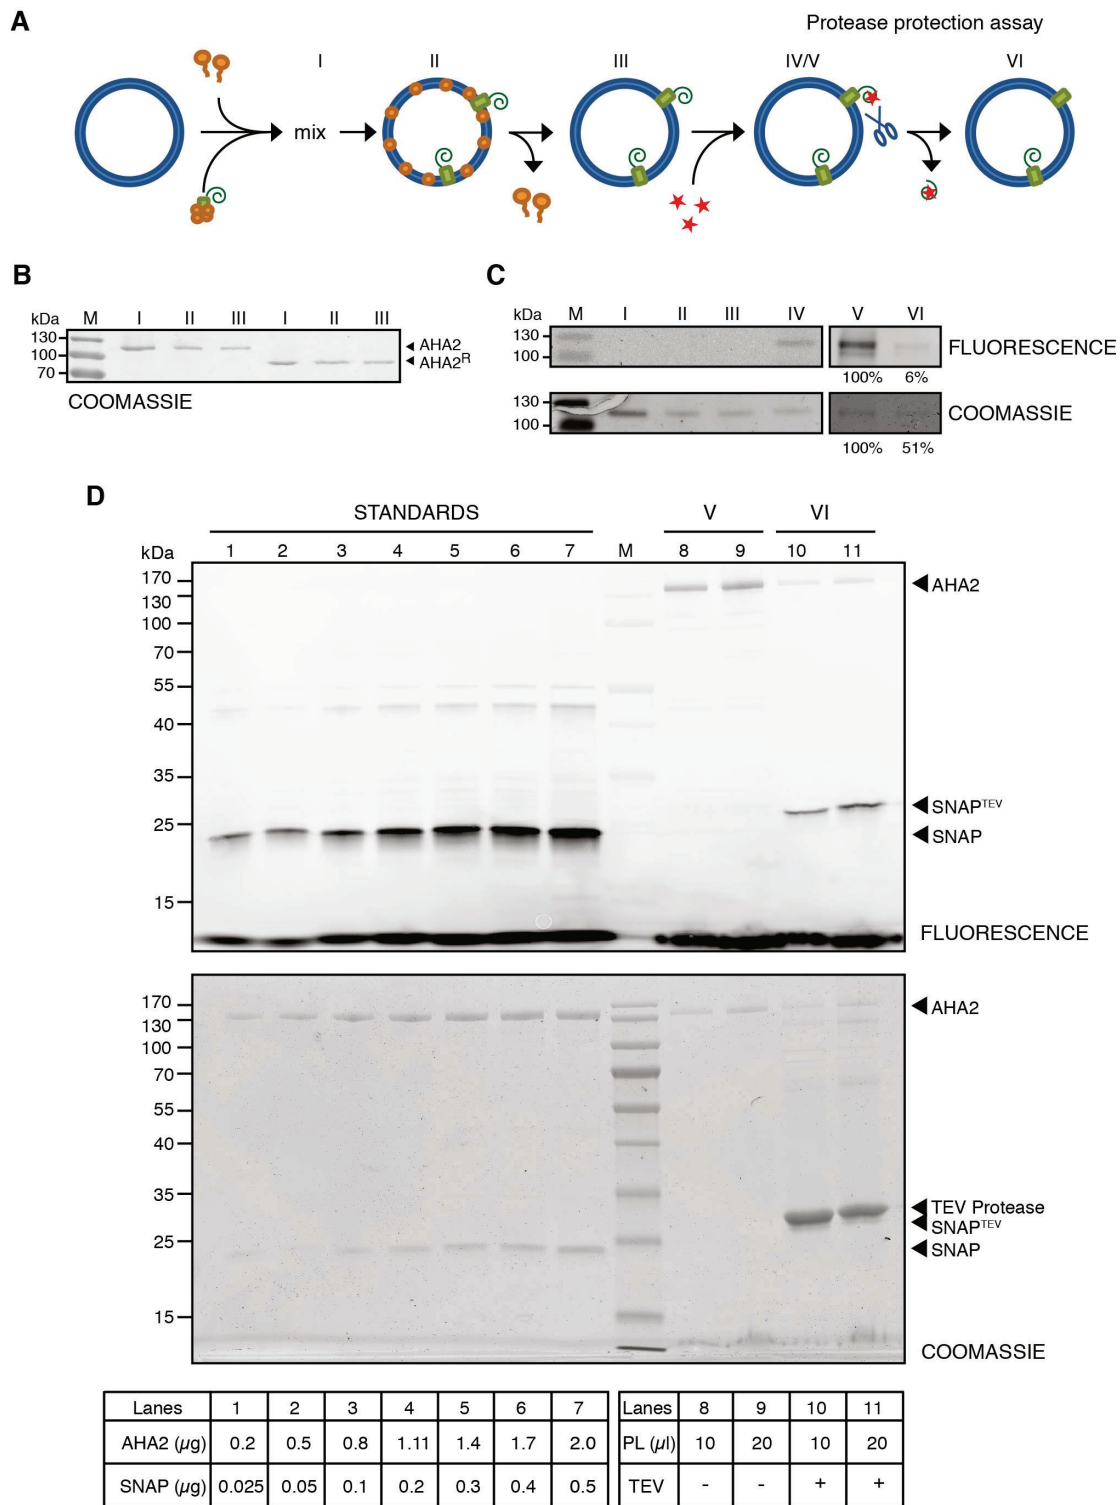 A
Protease protection assay
I II III IV/V VI
mix
B
kDa M I II III I II III
130
100
70
AHA2
AHA2R
COOMASSIE
C
kDa M I II III IV V VI
130
100
FLUORESCENCE
100% 6%
130
100
COOMASSIE
100% 51%
D
STANDARDS V VI
kDa 1 2 3 4 5 6 7 M 8 9 10 11
170
130
100
70
55
40
35
25
15
AHA2
SNAPTEV
SNAP
FLUORESCENCE
170
130
100
70
55
40
35
25
15
AHA2
TEV Protease
SNAPTEV
SNAP
COOMASSIE
Lanes 1 2 3 4 5 6 7
AHA2 (µg) 0.2 0.5 0.8 1.11 1.4 1.7 2.0
SNAP (µg) 0.025 0.05 0.1 0.2 0.3 0.4 0.5
Lanes 8 9 10 11
PL (µl) 10 20 10 20
TEV - - + +